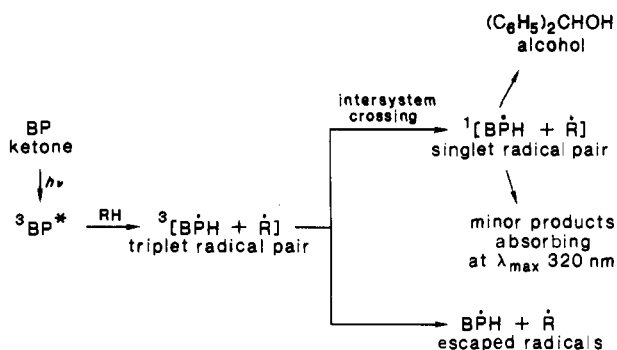 (C₆H₅)₂CHOH
alcohol
intersystem
crossing
BP
ketone
hν
¹[BṖH + Ṙ]
singlet radical pair
³BP*
RH
³[BṖH + Ṙ]
triplet radical pair
minor products
absorbing
at λmax 320 nm
BṖH + Ṙ
escaped radicals